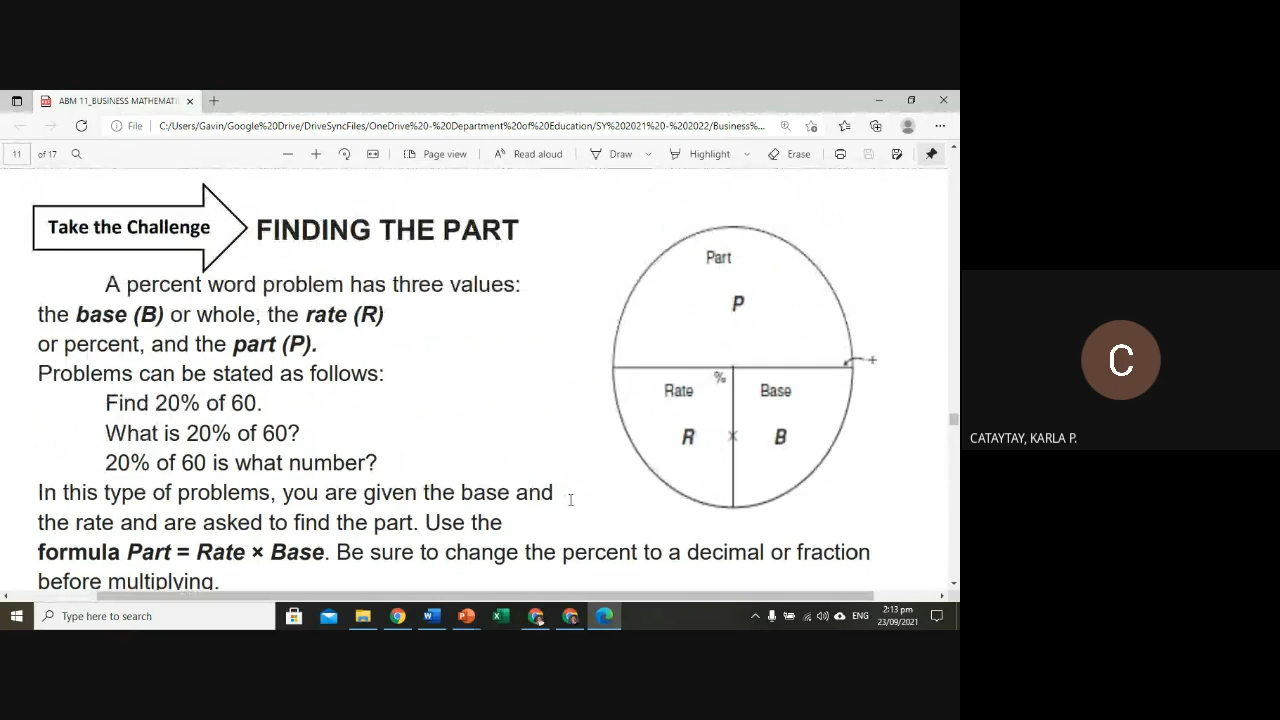 ABM 11_BUSINESS MATHEMATI
File C:/Users/Gavin/Google%20Drive/DriveSyncFiles/OneDrive%20-%20Department%20of%20Education/SY%202021%20-%202022/Business%...
11 of 17 Page view Read aloud Draw Highlight Erase
Take the Challenge
FINDING THE PART
A percent word problem has three values:
the base (B) or whole, the rate (R)
or percent, and the part (P).
Problems can be stated as follows:
Find 20% of 60.
What is 20% of 60?
20% of 60 is what number?
In this type of problems, you are given the base and
the rate and are asked to find the part. Use the
formula Part = Rate × Base. Be sure to change the percent to a decimal or fraction
before multiplying.
Part
P
%
Rate Base
R × B
C
CATAYTAY, KARLA P.
Type here to search
ENG
2:13 pm
23/09/2021